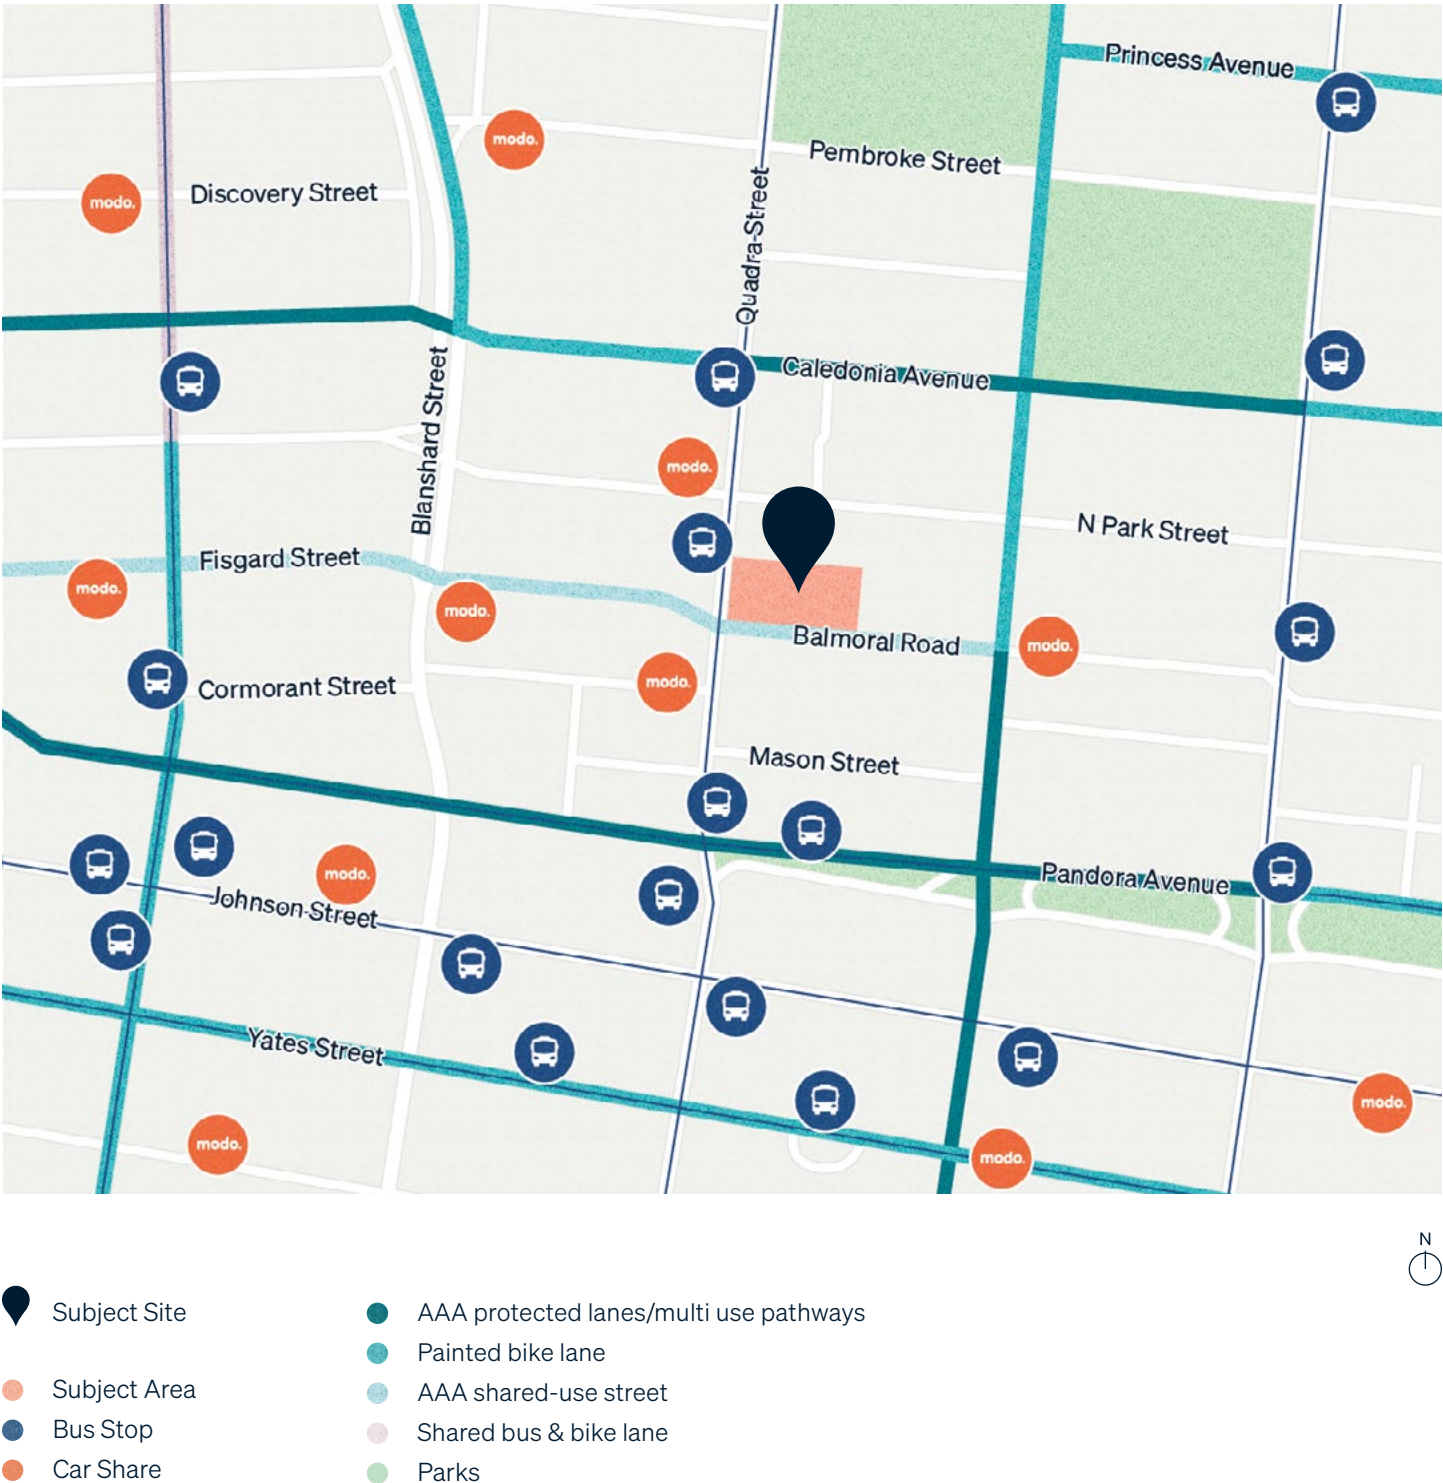 Princess Avenue
modo.
Pembroke Street
Discovery Street
modo.
Quadra Street
Caledonia Avenue
Blanshard Street
modo.
N Park Street
Fisgard Street
modo.
modo.
Balmoral Road
modo.
Cormorant Street
modo.
Mason Street
modo.
Pandora Avenue
Johnson Street
Yates Street
modo.
modo.
modo.
N
Subject Site
Subject Area
Bus Stop
Car Share
AAA protected lanes/multi use pathways
Painted bike lane
AAA shared-use street
Shared bus & bike lane
Parks